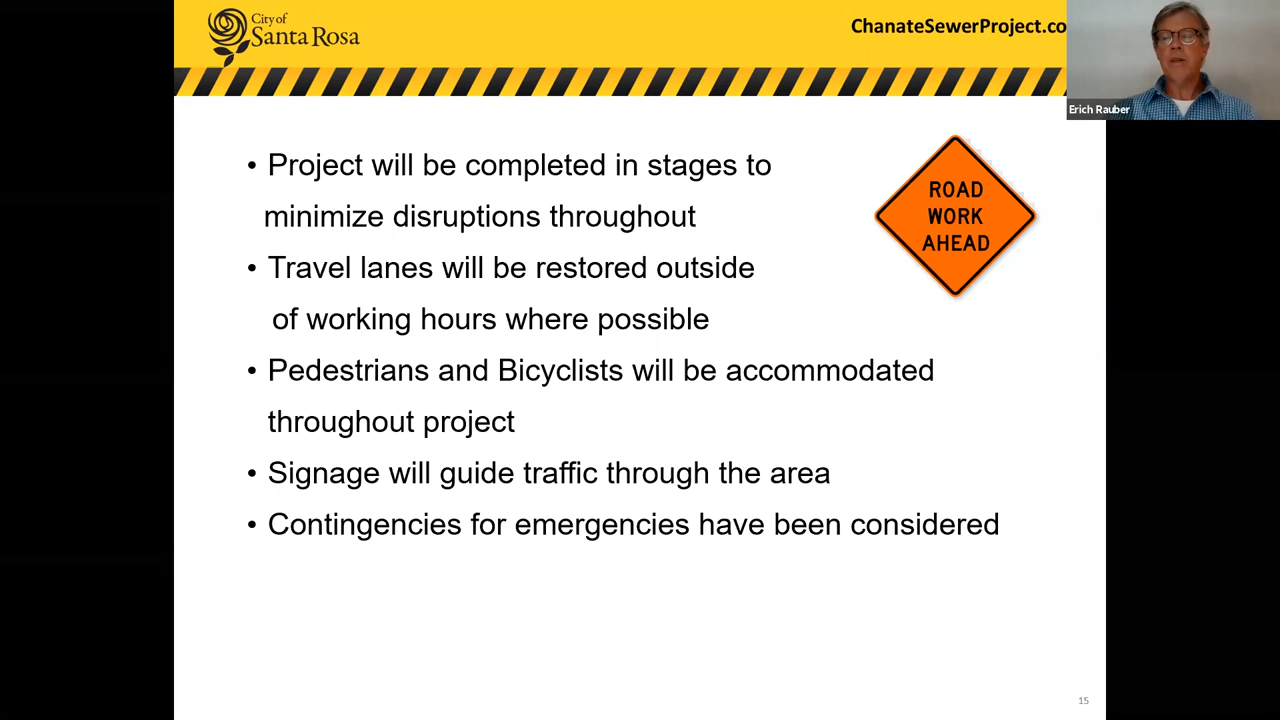 City of
Santa Rosa
ChanateSewerProject.co
Erich Rauber
• Project will be completed in stages to
minimize disruptions throughout
ROAD
WORK
AHEAD
• Travel lanes will be restored outside
of working hours where possible
• Pedestrians and Bicyclists will be accommodated
throughout project
• Signage will guide traffic through the area
• Contingencies for emergencies have been considered
15